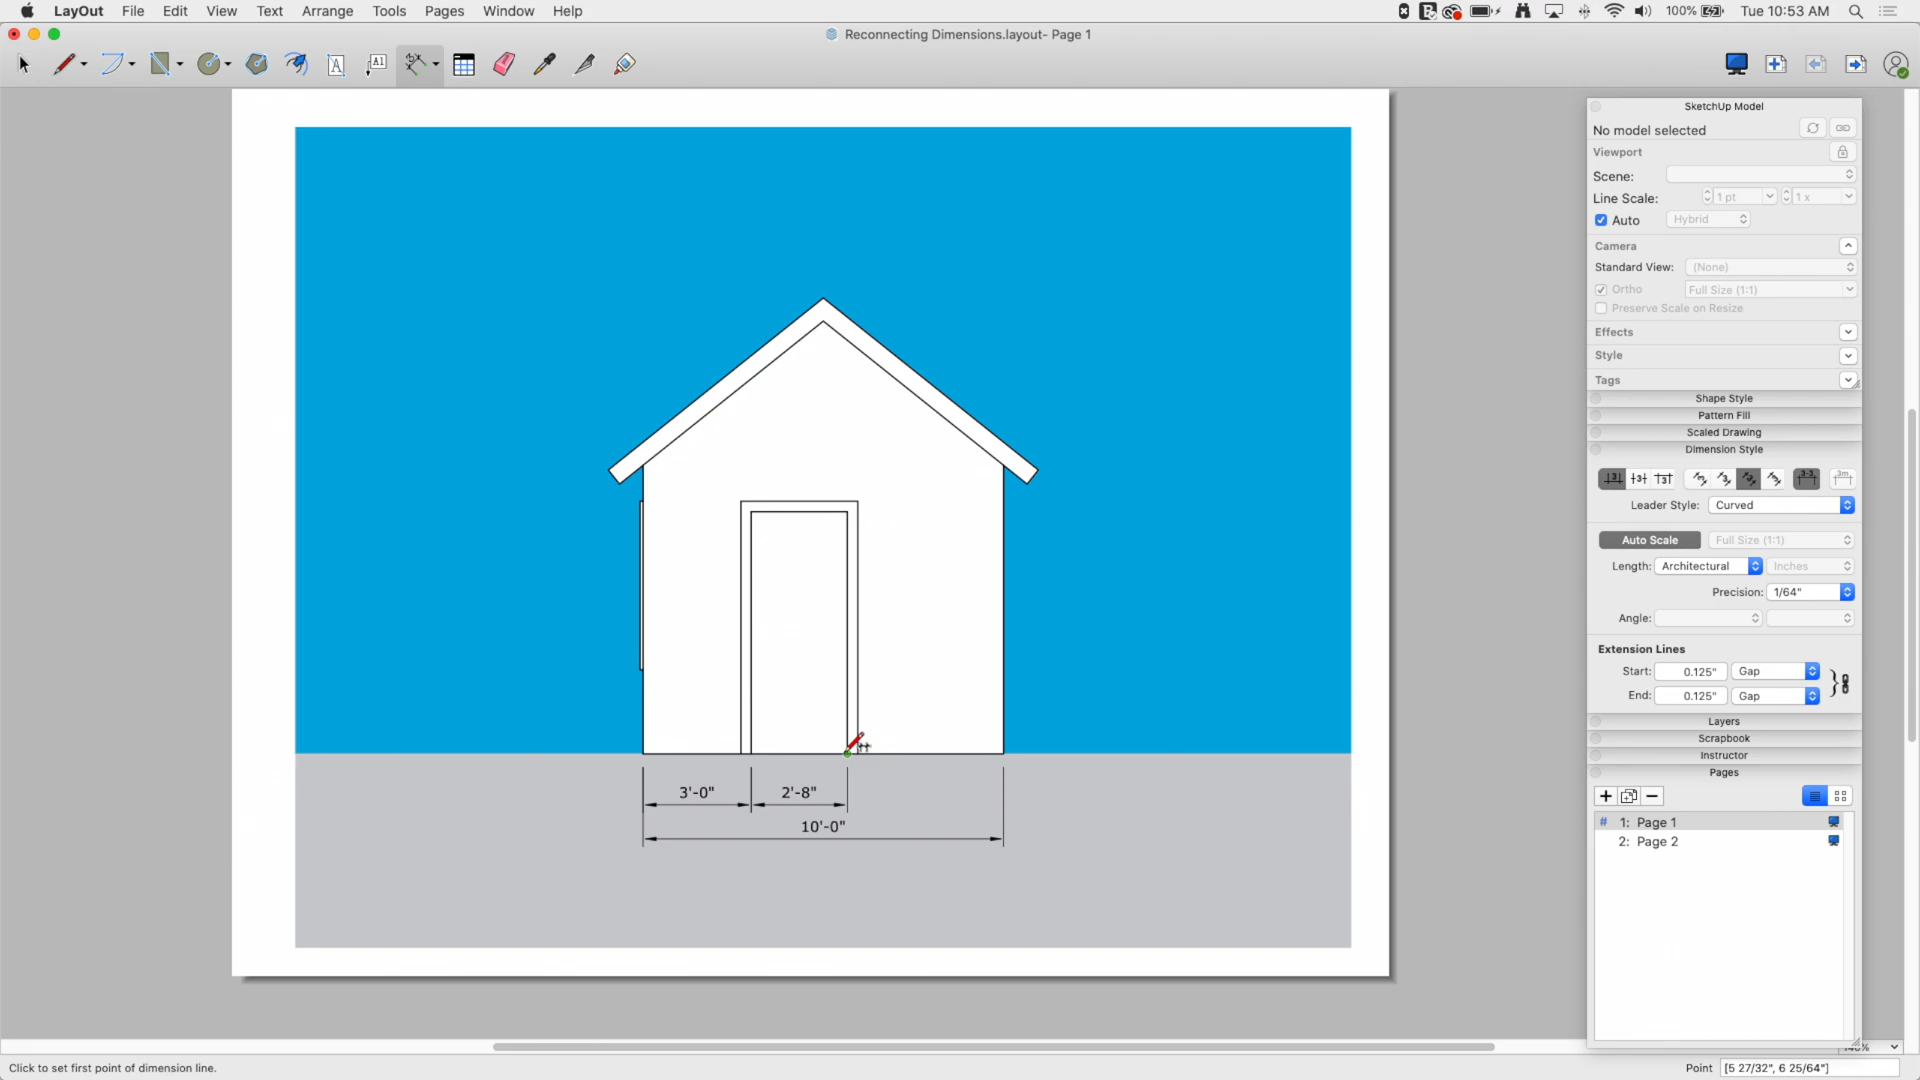 LayOut File Edit View Text Arrange Tools Pages Window Help 100% Tue 10:53 AM
Reconnecting Dimensions.layout- Page 1
A
A1
SketchUp Model
No model selected
Viewport
Scene:
Line Scale: 1 pt 1 x
Auto Hybrid
Camera
Standard View: (None)
Ortho Full Size (1:1)
Preserve Scale on Resize
Effects
Style
Tags
Shape Style
Pattern Fill
Scaled Drawing
Dimension Style
Leader Style: Curved
Auto Scale Full Size (1:1)
Length: Architectural Inches
Precision: 1/64"
Angle:
Extension Lines
Start: 0.125" Gap
End: 0.125" Gap
Layers
Scrapbook
Instructor
Pages
# 1: Page 1
2: Page 2
3'-0" 2'-8"
10'-0"
Click to set first point of dimension line.
Point [5 27/32", 6 25/64"]